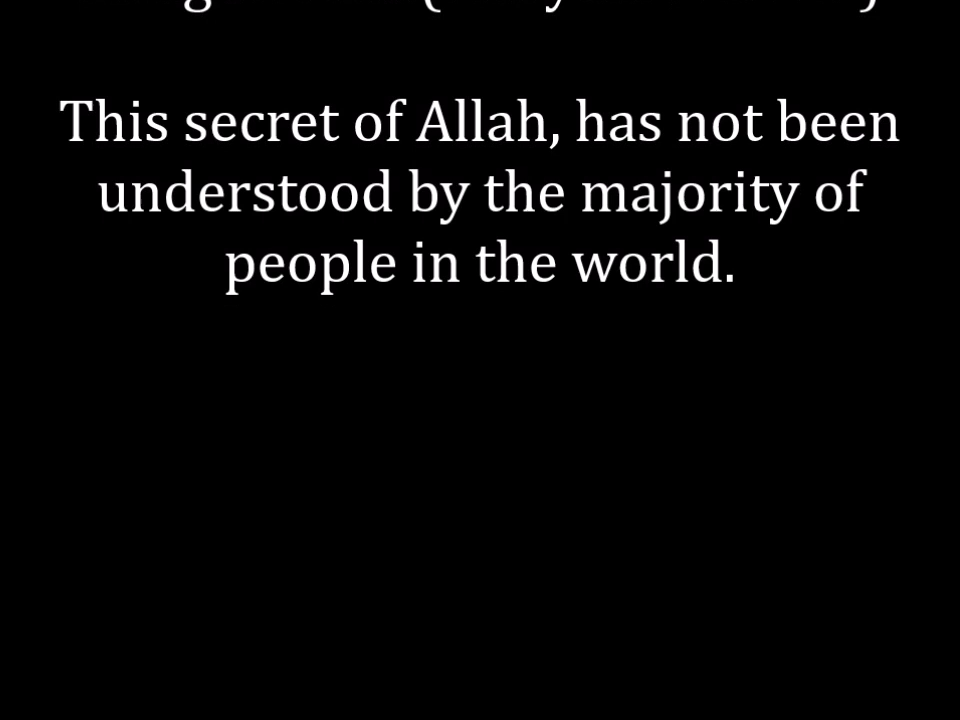 This secret of Allah, has not been
understood by the majority of
people in the world.